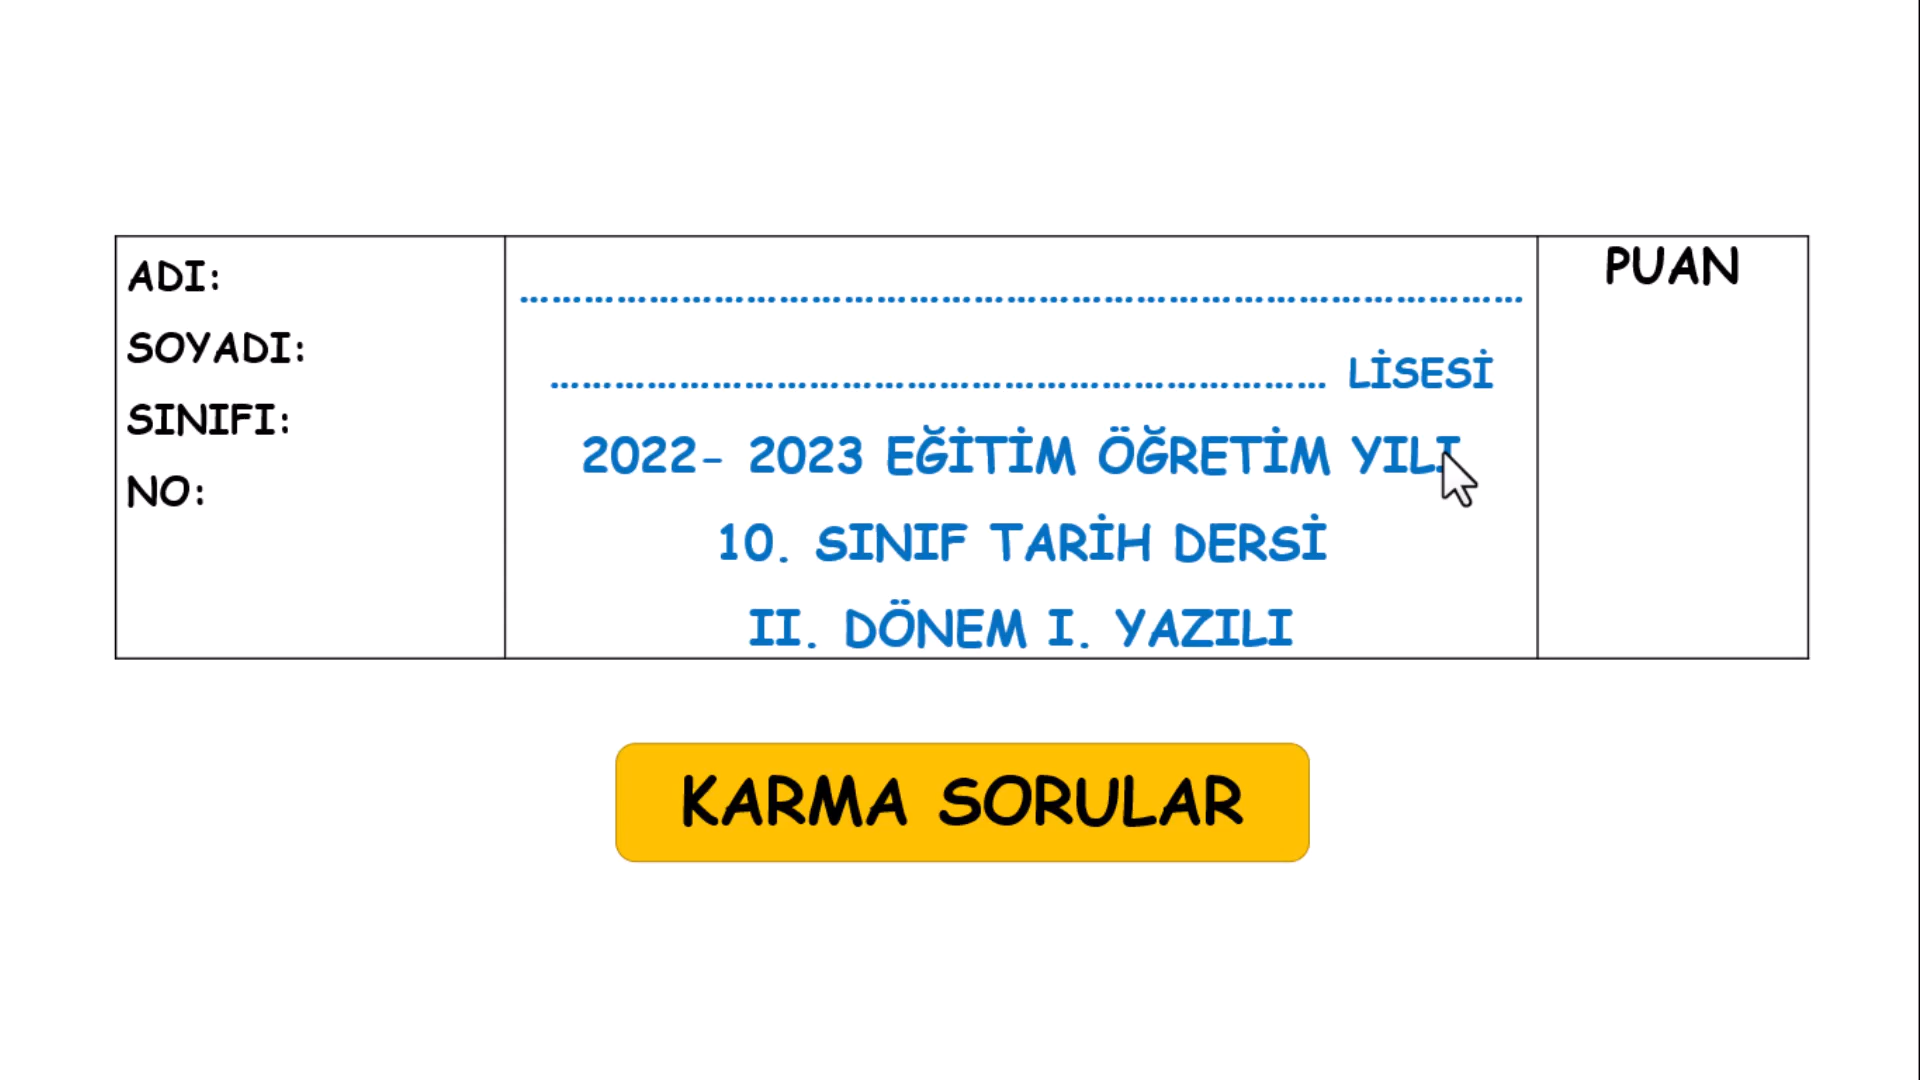 ADI:
SOYADI:
SINIFI:
NO:
…………………………………………………………………………………………
…………………………………………………………………… LİSESİ
2022- 2023 EĞİTİM ÖĞRETİM YILI
10. SINIF TARİH DERSİ
II. DÖNEM I. YAZILI
PUAN
KARMA SORULAR